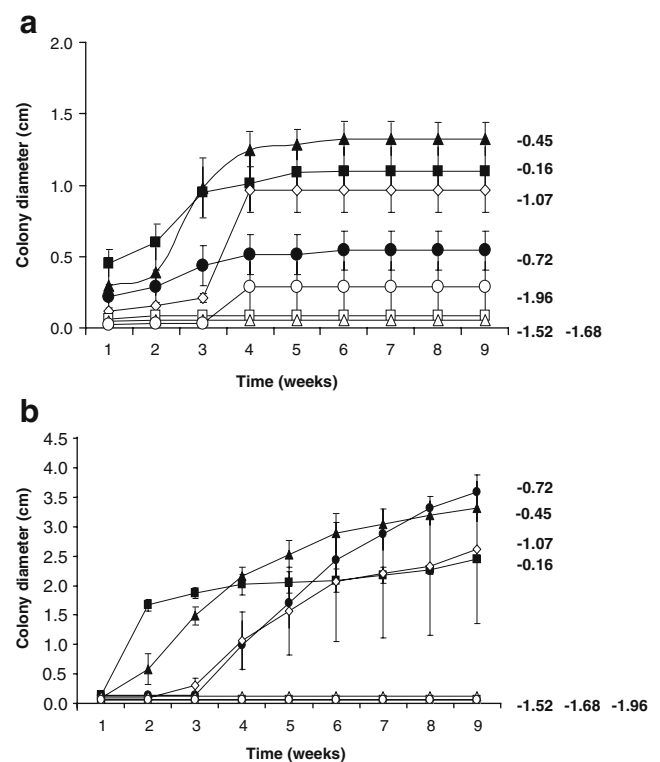 a
2.0
1.5
1.0
0.5
0.0
Colony diameter (cm)
-0.45
-0.16
-1.07
-0.72
-1.96
-1.52 -1.68
1 2 3 4 5 6 7 8 9
Time (weeks)
b
4.5
4.0
3.5
3.0
2.5
2.0
1.5
1.0
0.5
0.0
Colony diameter (cm)
-0.72
-0.45
-1.07
-0.16
-1.52 -1.68 -1.96
1 2 3 4 5 6 7 8 9
Time (weeks)